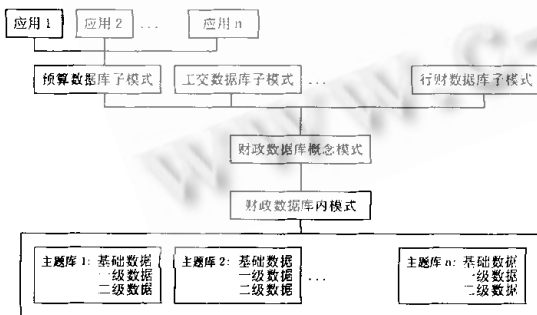 应用 1 应用 2 ... 应用 n
预算数据库子模式 工交数据库子模式 ... 行财数据库子模式
财政数据库概念模式
财政数据库内模式
主题库 1: 基础数据 主题库 2: 基础数据 ... 主题库 n: 基础数据
一级数据 一级数据 一级数据
二级数据 二级数据 二级数据
www.c